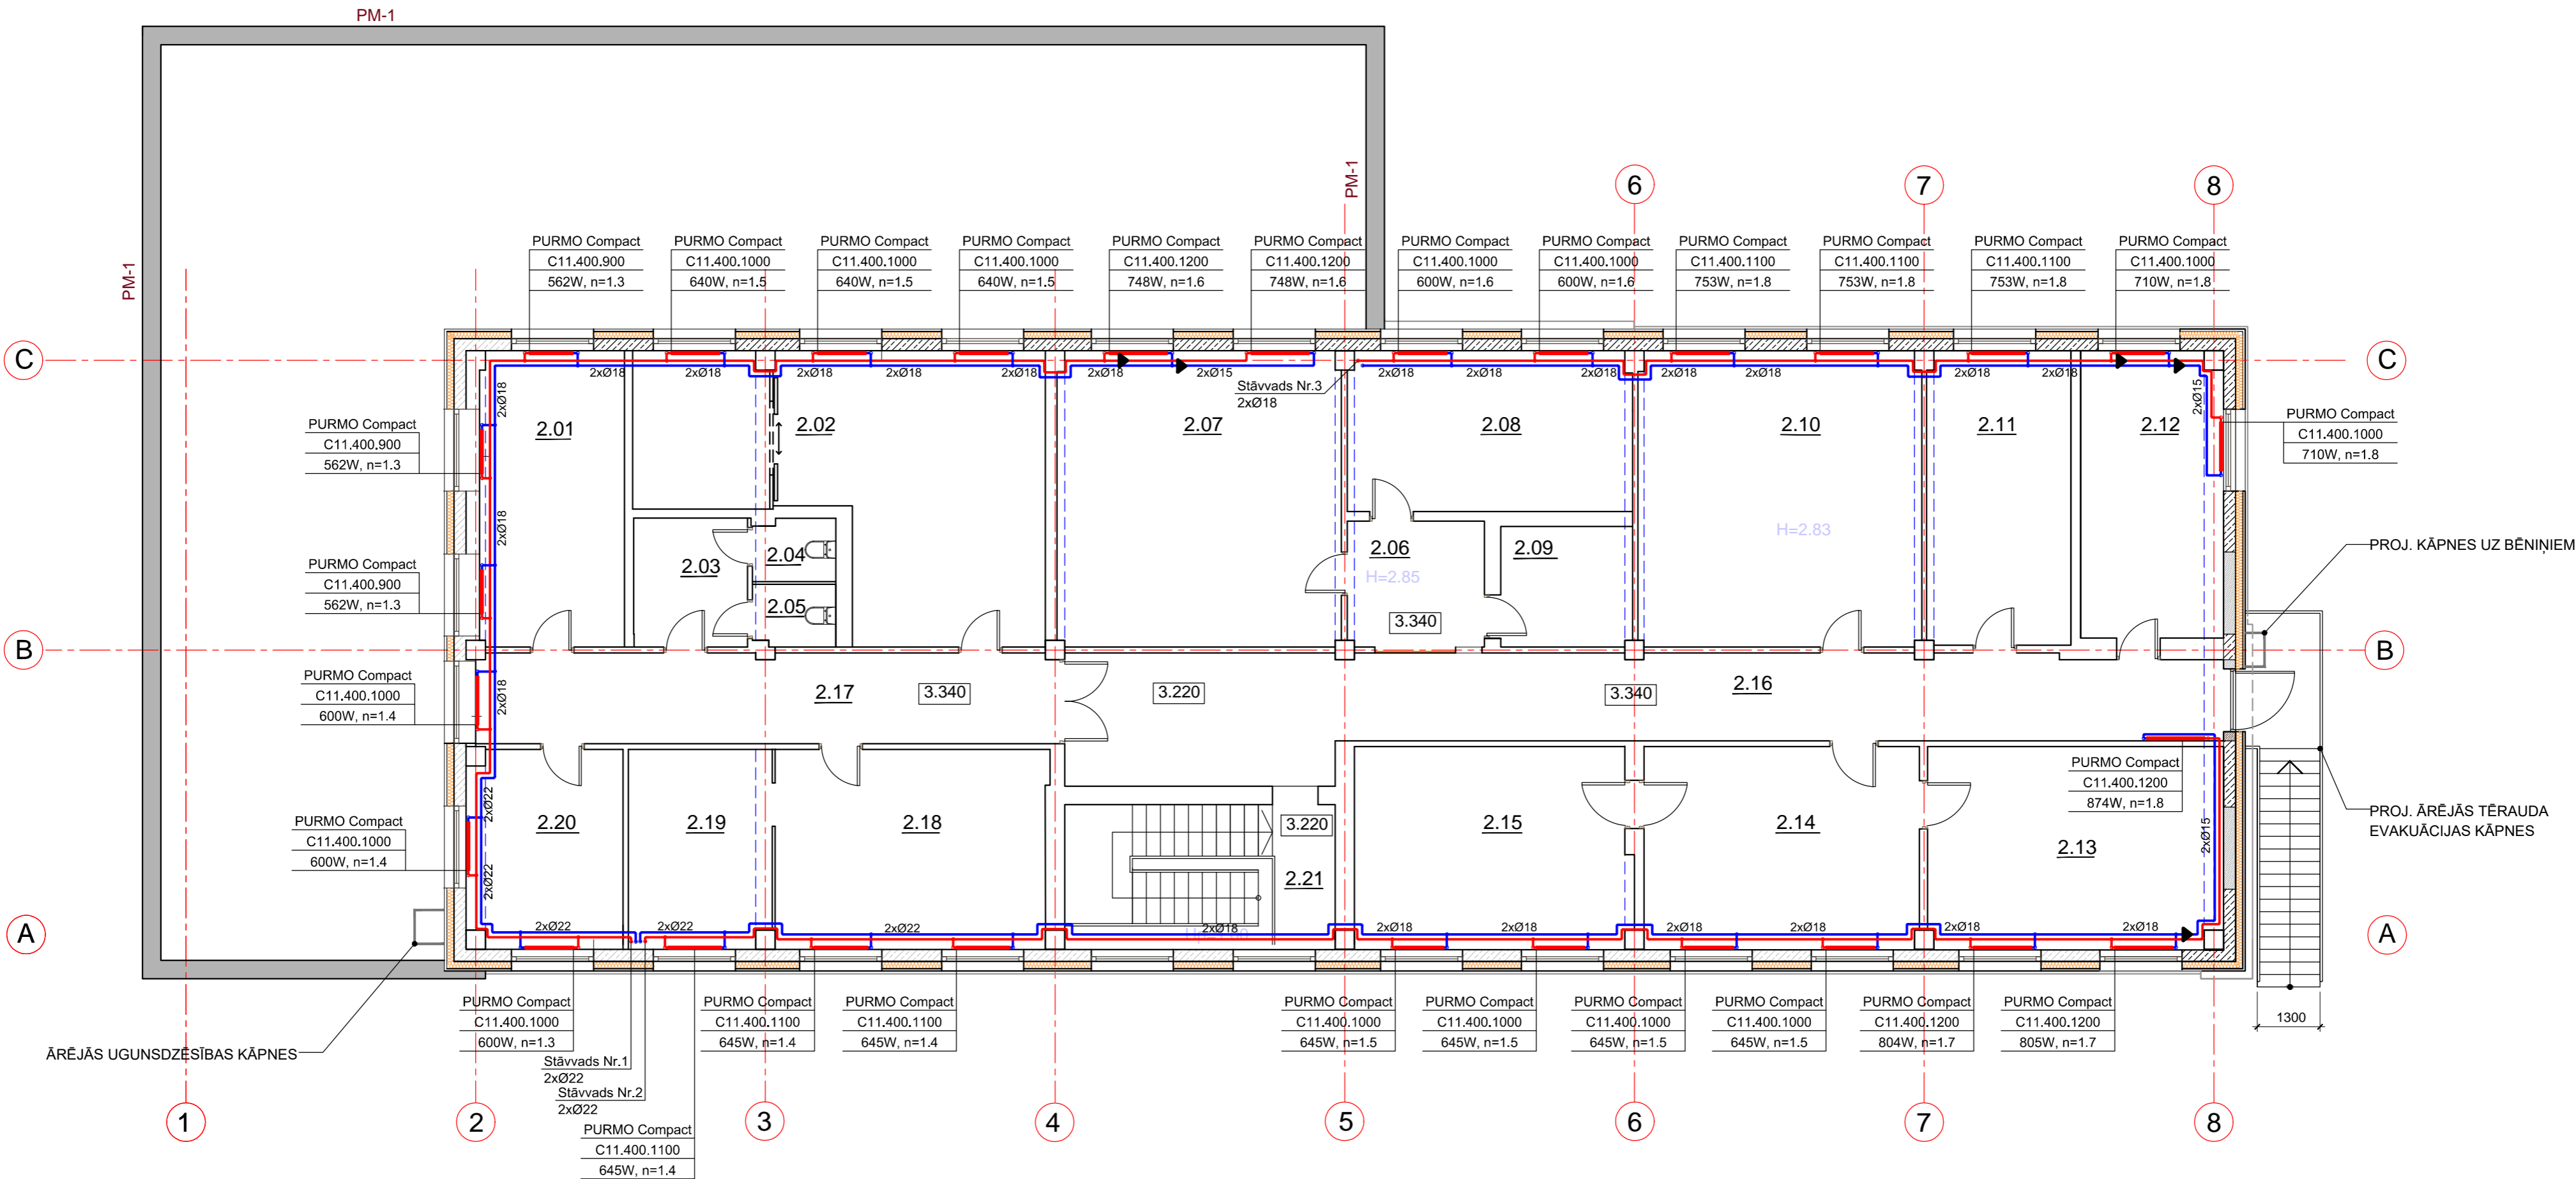 PM-1
PM-1
PM-1
6
7
8
PURMO Compact
C11.400.900
562W, n=1.3
PURMO Compact
C11.400.1000
640W, n=1.5
PURMO Compact
C11.400.1000
640W, n=1.5
PURMO Compact
C11.400.1000
640W, n=1.5
PURMO Compact
C11.400.1200
748W, n=1.6
PURMO Compact
C11.400.1200
748W, n=1.6
PURMO Compact
C11.400.1000
600W, n=1.6
PURMO Compact
C11.400.1000
600W, n=1.6
PURMO Compact
C11.400.1100
753W, n=1.8
PURMO Compact
C11.400.1100
753W, n=1.8
PURMO Compact
C11.400.1100
753W, n=1.8
PURMO Compact
C11.400.1000
710W, n=1.8
C
C
2xØ18
2xØ18
2xØ18
2xØ18
2xØ18
2xØ18
2xØ15
2xØ18
2xØ18
2xØ18
2xØ18
2xØ18
2xØ18
2xØ18
Stāvvads Nr.3
2xØ18
2xØ18
2xØ15
PURMO Compact
C11.400.900
562W, n=1.3
PURMO Compact
C11.400.1000
710W, n=1.8
2.01
2.02
2.07
2.08
2.10
2.11
2.12
2xØ18
H=2.83
PROJ. KĀPNES UZ BĒNIŅIEM
2.03
2.04
2.05
2.06
2.09
H=2.85
PURMO Compact
C11.400.900
562W, n=1.3
3.340
B
B
PURMO Compact
C11.400.1000
600W, n=1.4
2xØ18
2.17
3.340
3.220
3.340
2.16
PURMO Compact
C11.400.1200
874W, n=1.8
PROJ. ĀRĒJĀS TĒRAUDA
EVAKUĀCIJAS KĀPNES
PURMO Compact
C11.400.1000
600W, n=1.4
2xØ22
2xØ22
2.20
2.19
2.18
3.220
2.21
2.15
2.14
2.13
2xØ15
A
A
2xØ22
2xØ22
2xØ22
2xØ18
2xØ18
2xØ18
2xØ18
2xØ18
2xØ18
2xØ18
PURMO Compact
C11.400.1000
600W, n=1.3
PURMO Compact
C11.400.1100
645W, n=1.4
PURMO Compact
C11.400.1100
645W, n=1.4
PURMO Compact
C11.400.1000
645W, n=1.5
PURMO Compact
C11.400.1000
645W, n=1.5
PURMO Compact
C11.400.1000
645W, n=1.5
PURMO Compact
C11.400.1000
645W, n=1.5
PURMO Compact
C11.400.1200
804W, n=1.7
PURMO Compact
C11.400.1200
805W, n=1.7
1300
ĀRĒJĀS UGUNSDZĒSĪBAS KĀPNES
Stāvvads Nr.1
2xØ22
Stāvvads Nr.2
2xØ22
1
2
3
4
5
6
7
8
PURMO Compact
C11.400.1100
645W, n=1.4